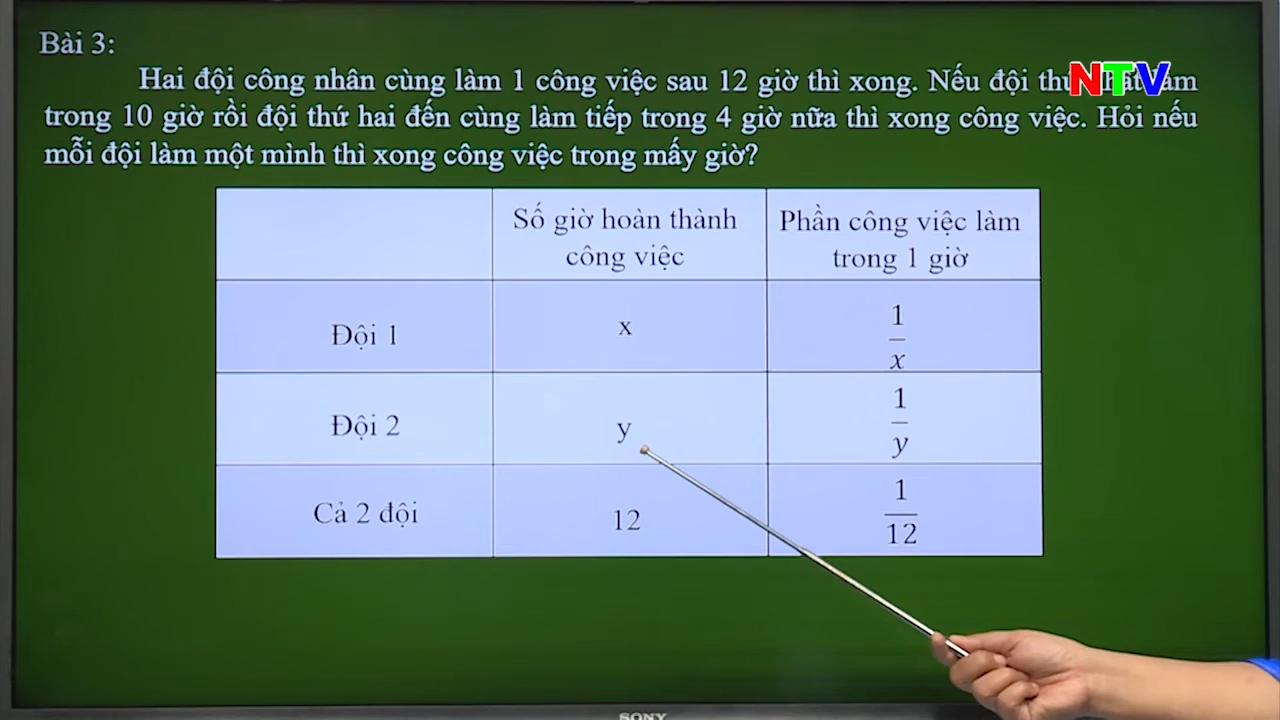 Bài 3:
Hai đội công nhân cùng làm 1 công việc sau 12 giờ thì xong. Nếu đội
NTV
trong 10 giờ rồi đội thứ hai đến cùng làm tiếp trong 4 giờ nữa thì xong công việc. Hỏi nếu
mỗi đội làm một mình thì xong công việc trong mấy giờ?
Số giờ hoàn thành
công việc
Phần công việc làm
trong 1 giờ
Đội 1
x
1
x
Đội 2
y
1
y
Cả 2 đội
12
1
12
SONY